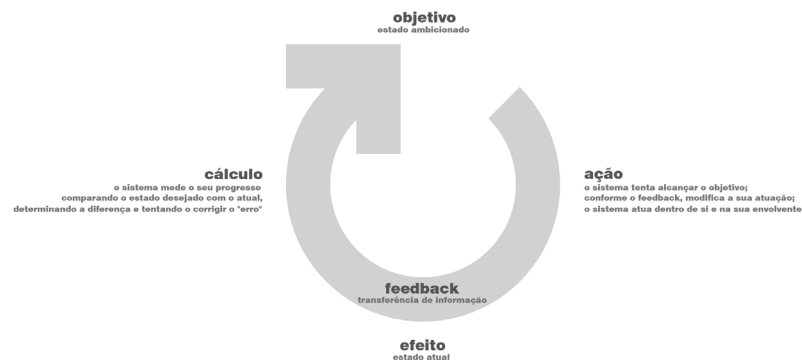 objetivo
estado ambicionado
cálculo
o sistema mede o seu progresso
comparando o estado desejado com o atual,
determinando a diferença e tentando o corrigir o "erro"
ação
o sistema tenta alcançar o objetivo;
conforme o feedback, modifica a sua atuação;
o sistema atua dentro de si e na sua envolvente
feedback
transferência de informação
efeito
estado atual